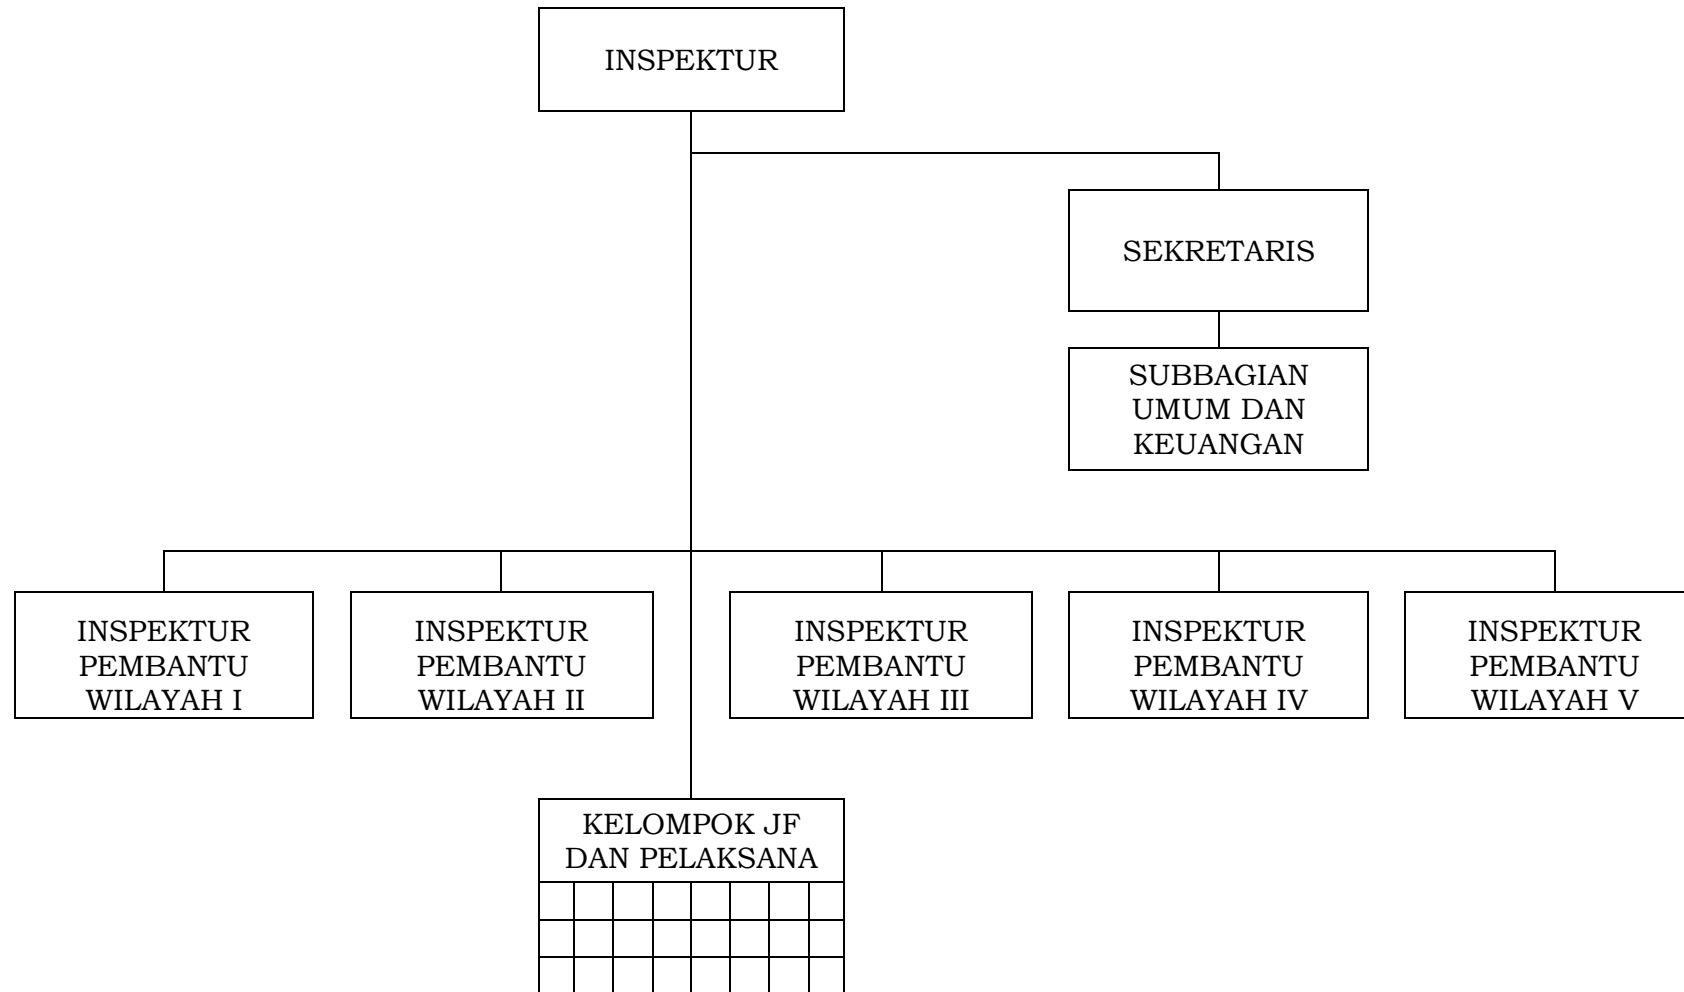 INSPEKTUR
SEKRETARIS
SUBBAGIAN
UMUM DAN
KEUANGAN
INSPEKTUR
PEMBANTU
WILAYAH I
INSPEKTUR
PEMBANTU
WILAYAH II
INSPEKTUR
PEMBANTU
WILAYAH III
INSPEKTUR
PEMBANTU
WILAYAH IV
INSPEKTUR
PEMBANTU
WILAYAH V
KELOMPOK JF
DAN PELAKSANA